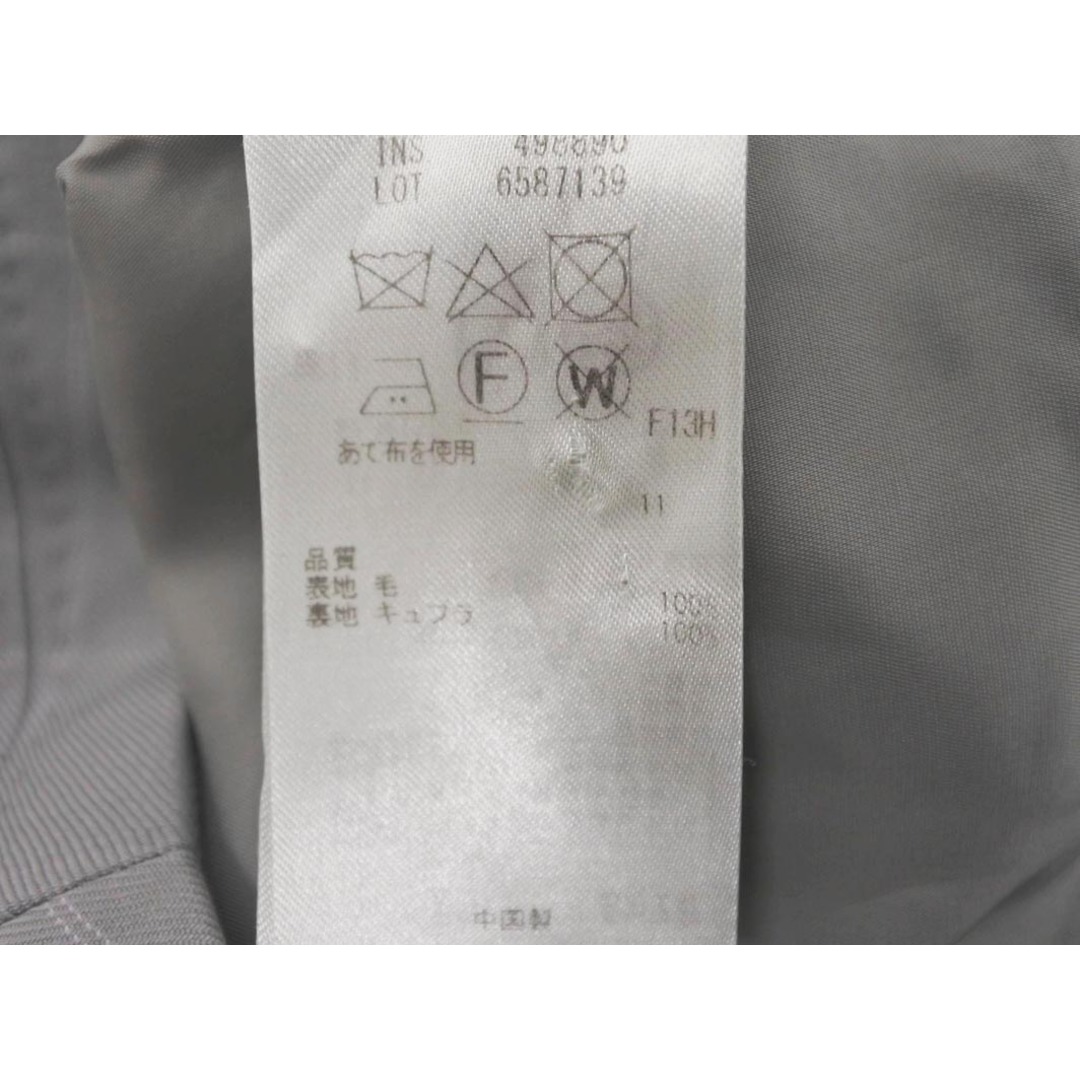 INS 498890
LOT 6587139
F W
F13H
あて布を使用
11
品質
表地 毛 100%
裏地 キュプラ 100%
中国製